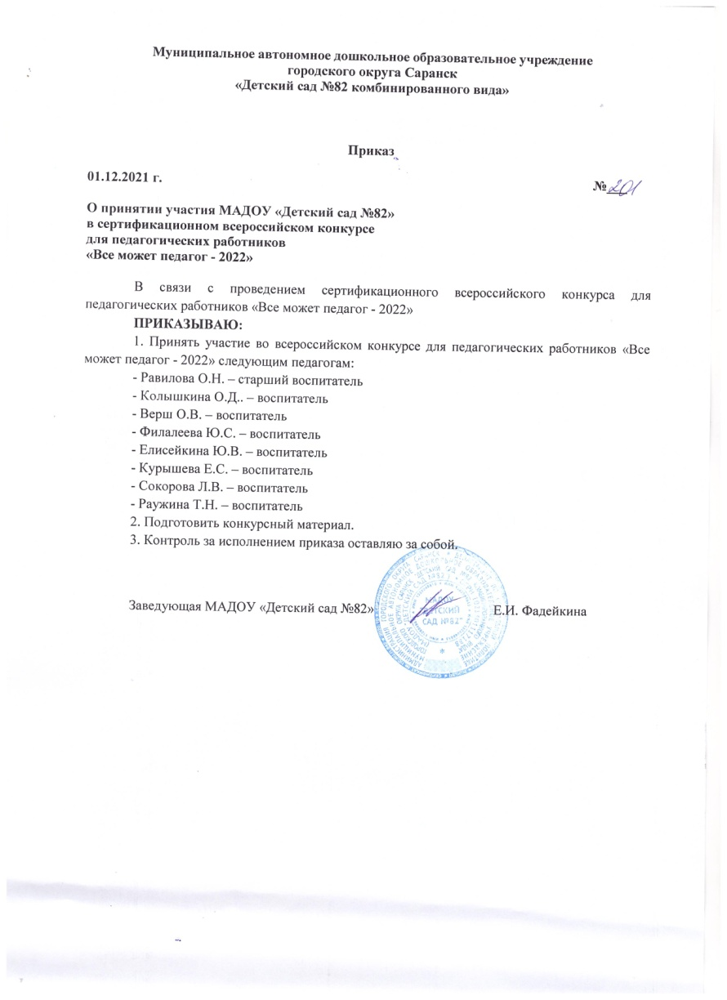 Муниципальное автономное дошкольное образовательное учреждение
городского округа Саранск
«Детский сад №82 комбинированного вида»
Приказ
01.12.2021 г.
№ 201
О принятии участия МАДОУ «Детский сад №82»
в сертификационном всероссийском конкурсе
для педагогических работников
«Все может педагог - 2022»
В связи с проведением сертификационного всероссийского конкурса для
педагогических работников «Все может педагог - 2022»
ПРИКАЗЫВАЮ:
1. Принять участие во всероссийском конкурсе для педагогических работников «Все
может педагог - 2022» следующим педагогам:
- Равилова О.Н. – старший воспитатель
- Колышкина О.Д.. – воспитатель
- Верш О.В. – воспитатель
- Филалеева Ю.С. – воспитатель
- Елисейкина Ю.В. – воспитатель
- Курышева Е.С. – воспитатель
- Сокорова Л.В. – воспитатель
- Раужина Т.Н. – воспитатель
2. Подготовить конкурсный материал.
3. Контроль за исполнением приказа оставляю за собой.
Заведующая МАДОУ «Детский сад №82» Е.И. Фадейкина
МАДОУ
"ДЕТСКИЙ
САД №82"